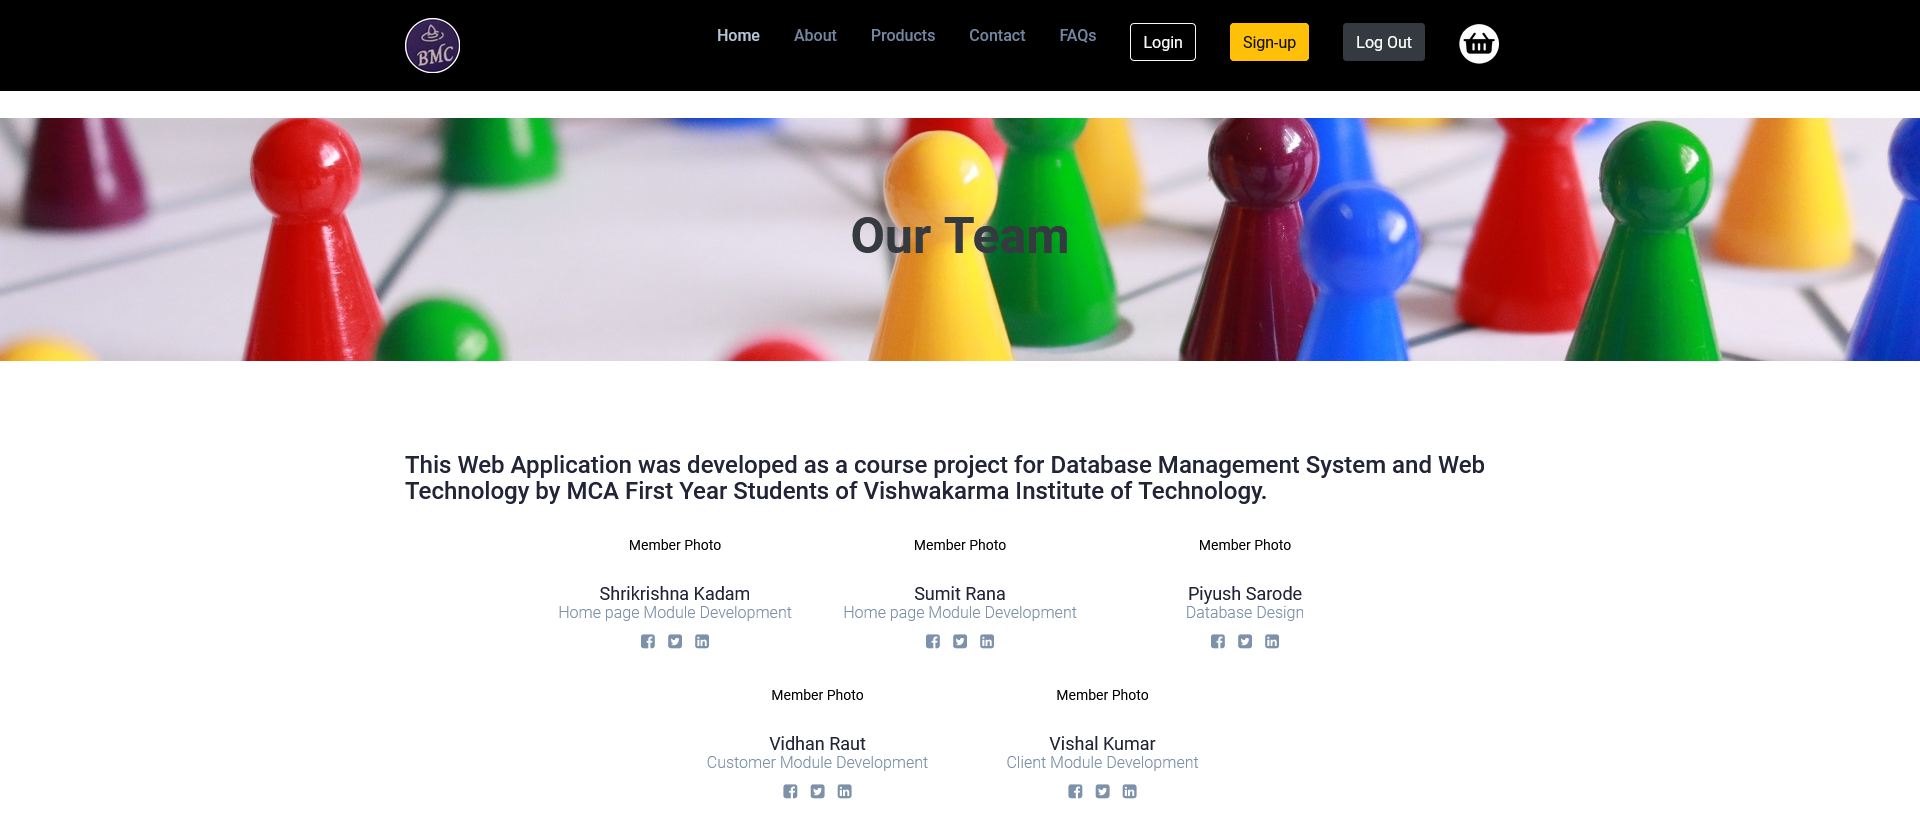 BMC
Home About Products Contact FAQs Login Sign-up Log Out
Our Team
This Web Application was developed as a course project for Database Management System and Web
Technology by MCA First Year Students of Vishwakarma Institute of Technology.
Member Photo Member Photo Member Photo
Shrikrishna Kadam Sumit Rana Piyush Sarode
Home page Module Development Home page Module Development Database Design
Member Photo Member Photo
Vidhan Raut Vishal Kumar
Customer Module Development Client Module Development